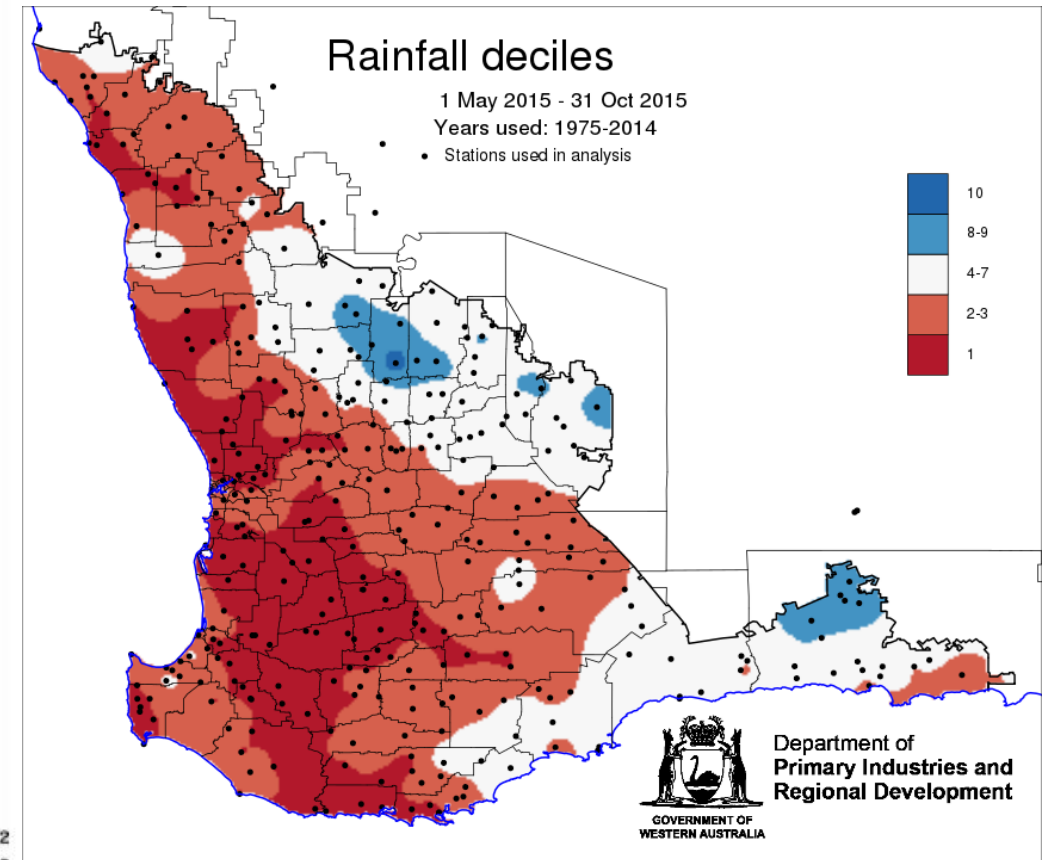 Rainfall deciles
1 May 2015 - 31 Oct 2015
Years used: 1975-2014
Stations used in analysis
10
8-9
4-7
2-3
1
Department of
Primary Industries and
Regional Development
GOVERNMENT OF
WESTERN AUSTRALIA
2